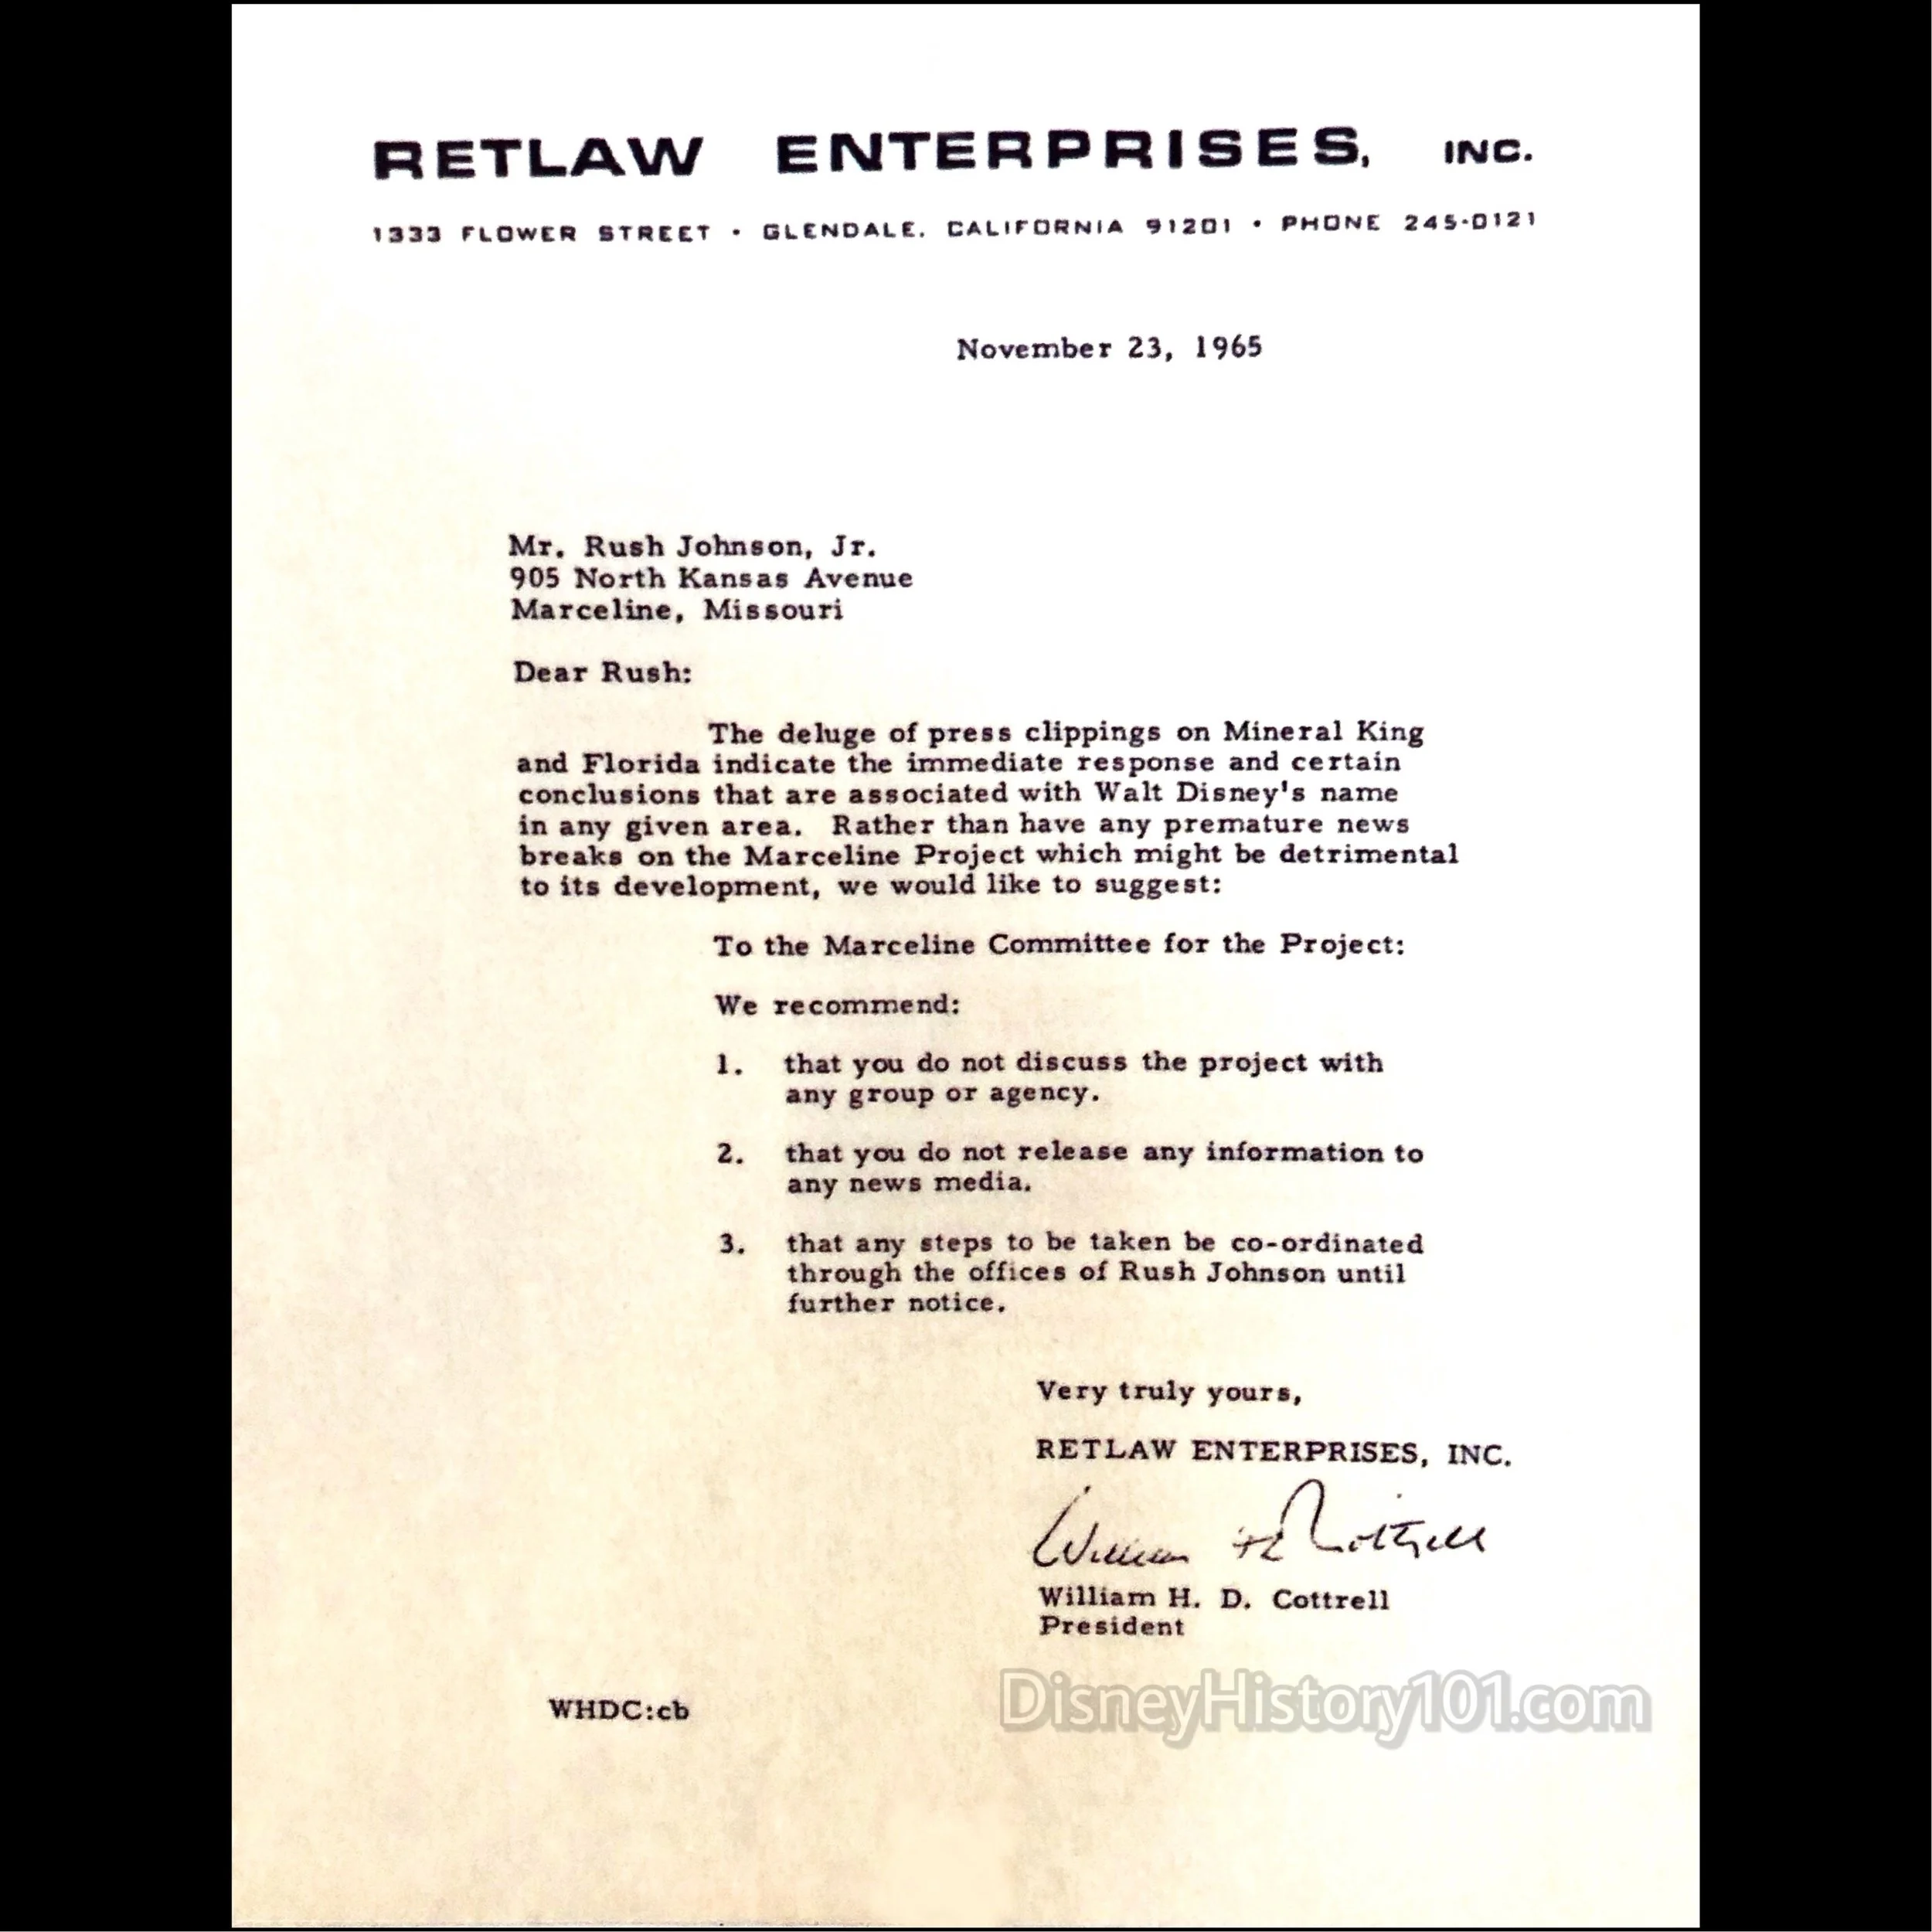 RETLAW ENTERPRISES, INC.
1333 FLOWER STREET • GLENDALE, CALIFORNIA 91201 • PHONE 245-0121
November 23, 1965
Mr. Rush Johnson, Jr.
905 North Kansas Avenue
Marceline, Missouri
Dear Rush:
The deluge of press clippings on Mineral King
and Florida indicate the immediate response and certain
conclusions that are associated with Walt Disney's name
in any given area. Rather than have any premature news
breaks on the Marceline Project which might be detrimental
to its development, we would like to suggest:
To the Marceline Committee for the Project:
We recommend:
1. that you do not discuss the project with
any group or agency.
2. that you do not release any information to
any news media.
3. that any steps to be taken be co-ordinated
through the offices of Rush Johnson until
further notice.
Very truly yours,
RETLAW ENTERPRISES, INC.
William H D Cottrell
William H. D. Cottrell
President
WHDC:cb
DisneyHistory101.com